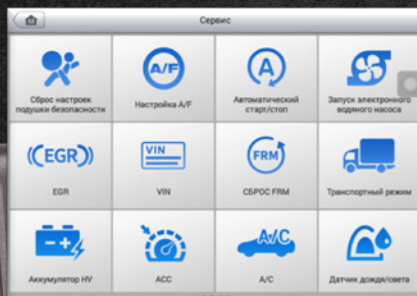 Сервис
Сброс настроек
подушки безопасности
A/F
Настройка A/F
A
Автоматический
старт/стоп
Запуск электронного
водяного насоса
((EGR))
EGR
VIN
VIN
FRM
СБРОС FRM
Транспортный режим
Аккумулятор HV
ACC
A/C
A/C
Датчик дождя/света